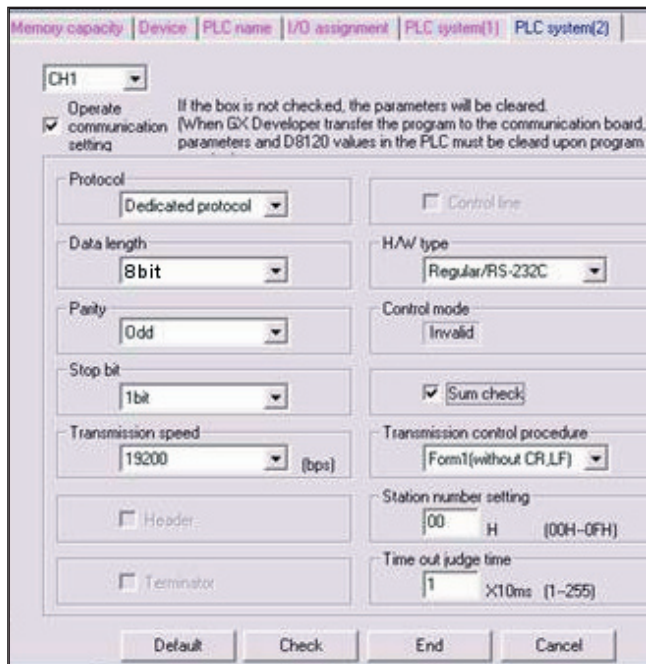 Memory capacity Device PLC name I/O assignment PLC system(1) PLC system(2)
CH1
Operate communication setting
If the box is not checked, the parameters will be cleared.
(When GX Developer transfer the program to the communication board,
parameters and D8120 values in the PLC must be cleard upon program
Protocol
Dedicated protocol
Control line
Data length
8bit
H/W type
Regular/RS-232C
Parity
Odd
Control mode
Invalid
Stop bit
1bit
Sum check
Transmission speed
19200 (bps)
Transmission control procedure
Form1(without CR,LF)
Header
Station number setting
00 H (00H--0FH)
Terminator
Time out judge time
1 X10ms (1--255)
Default Check End Cancel